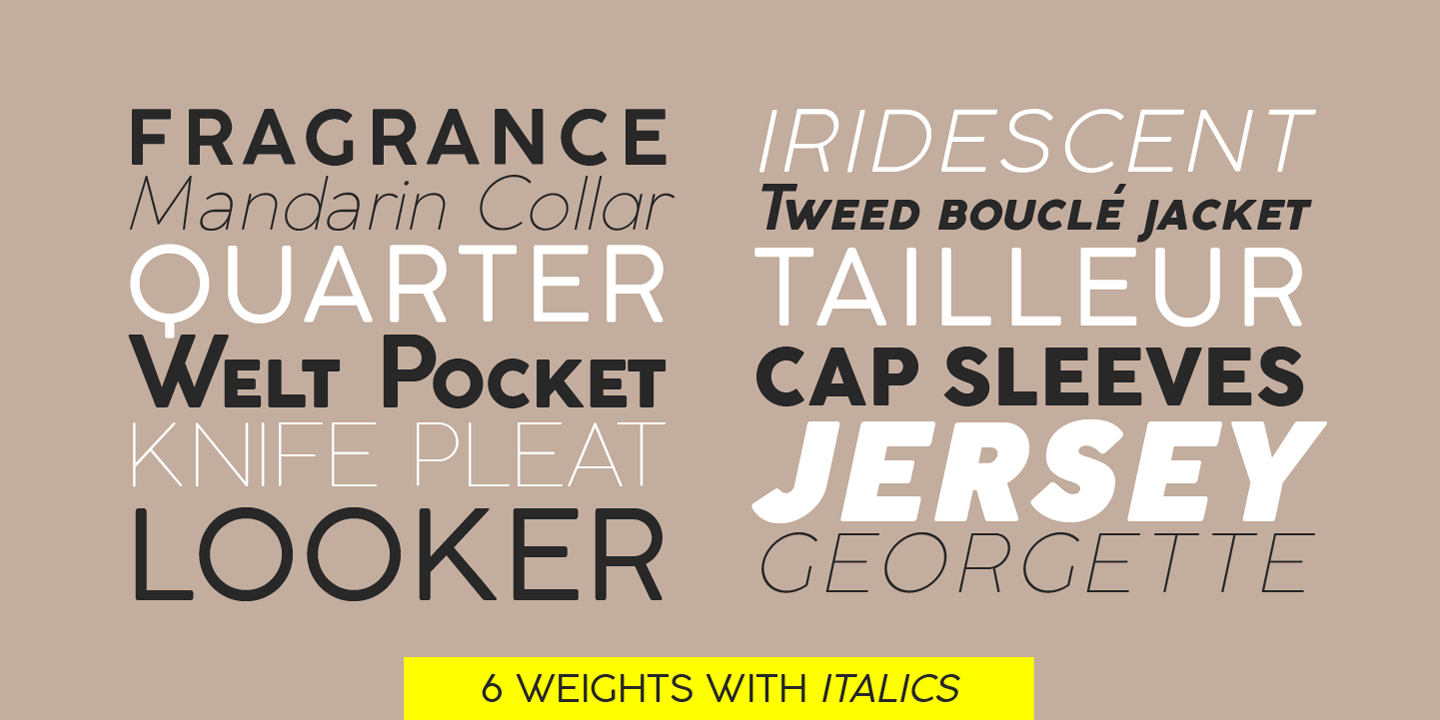 FRAGRANCE
Mandarin Collar
QUARTER
Welt Pocket
KNIFE PLEAT
LOOKER
IRIDESCENT
Tweed bouclé jacket
TAILLEUR
CAP SLEEVES
JERSEY
GEORGETTE
6 WEIGHTS WITH ITALICS